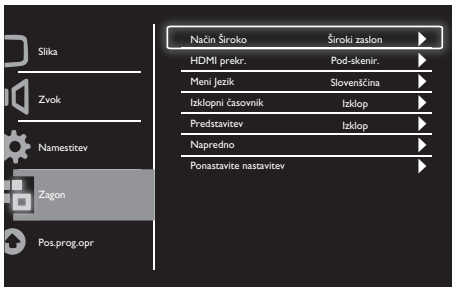 Slika
Zvok
Namestitev
Zagon
Pos.prog.opr
Način Široko Široki zaslon
HDMI prekr. Pod-skenir.
Meni Jezik Slovenščina
Izklopni časovnik Izklop
Predstavitev Izklop
Napredno
Ponastavite nastavitev